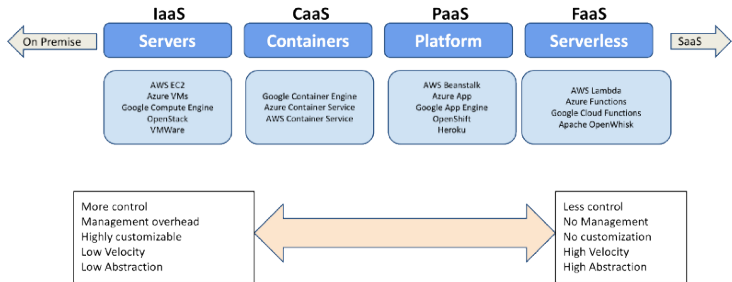 IaaS
CaaS
PaaS
FaaS
On Premise
Servers
Containers
Platform
Serverless
SaaS
AWS EC2
Azure VMs
Google Compute Engine
OpenStack
VMWare
Google Container Engine
Azure Container Service
AWS Container Service
AWS Beanstalk
Azure App
Google App Engine
OpenShift
Heroku
AWS Lambda
Azure Functions
Google Cloud Functions
Apache OpenWhisk
More control
Management overhead
Highly customizable
Low Velocity
Low Abstraction
Less control
No Management
No customization
High Velocity
High Abstraction